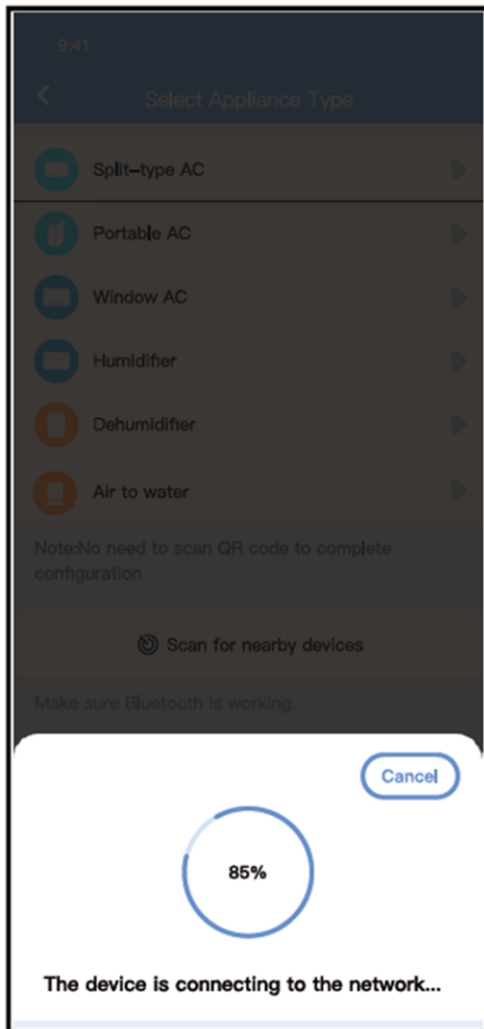 9:41
Select Appliance Type
Split-type AC
Portable AC
Window AC
Humidifier
Dehumidifier
Air to water
Note:No need to scan QR code to complete
configuration
Scan for nearby devices
Make sure Bluetooth is working.
Cancel
85%
The device is connecting to the network...